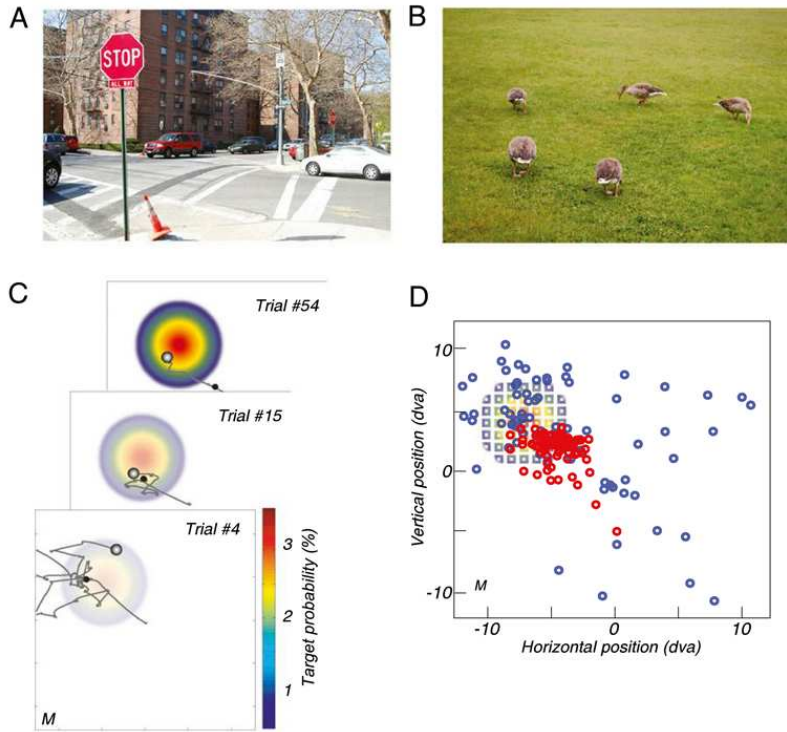 A
STOP
ALL WAY
B
C
Trial #54
Trial #15
Trial #4
3
2
1
Target probability (%)
M
D
10
0
-10
Vertical position (dva)
M
-10
0
10
Horizontal position (dva)